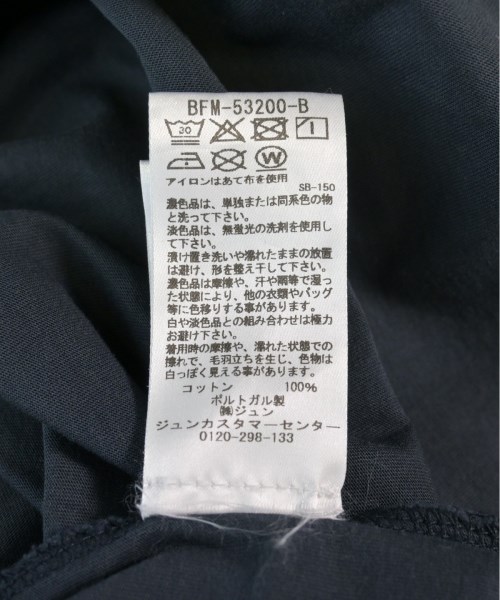 BFM-53200-B
30
W
アイロンはあて布を使用
SB-150
濃色品は、単独または同系色の物
と洗って下さい。
淡色品は、無蛍光の洗剤を使用し
て下さい。
漬け置き洗いや濡れたままの放置
は避け、形を整え干して下さい。
濃色品は摩擦や、汗や雨等で湿っ
た状態により、他の衣類やバッグ
等に色移りする事があります。
白や淡色品との組み合わせは極力
お避け下さい。
着用時の摩擦や、濡れた状態での
擦れで、毛羽立ちを生じ、色物は
白っぽく見える事があります。
コットン 100%
ポルトガル製
㈱ジュン
ジュンカスタマーセンター
0120-298-133